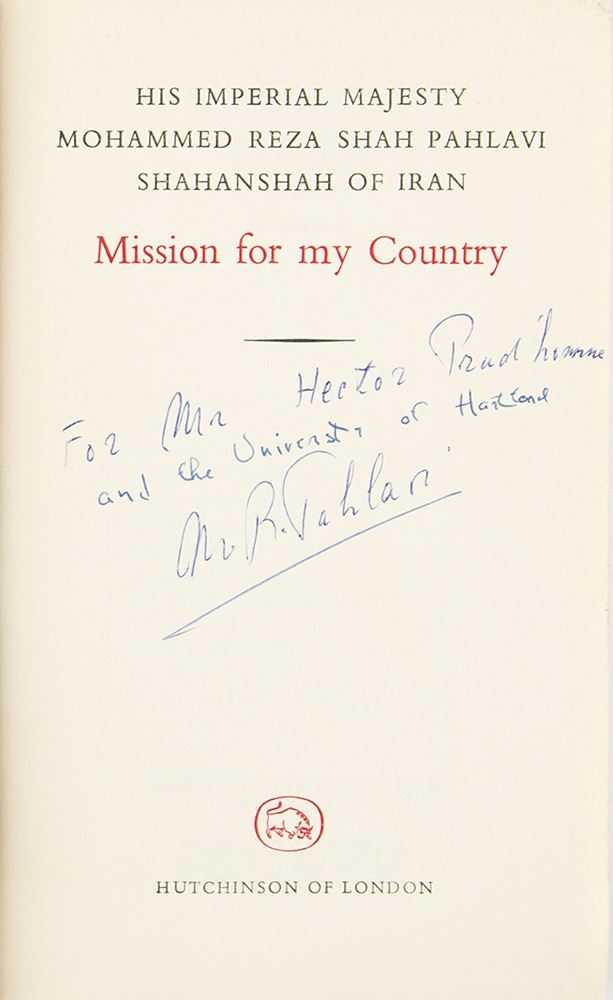 HIS IMPERIAL MAJESTY
MOHAMMED REZA SHAH PAHLAVI
SHAHANSHAH OF IRAN
Mission for my Country
For Mr Hector Prud'homme
and the University of Hartford
M. R. Pahlavi
HUTCHINSON OF LONDON